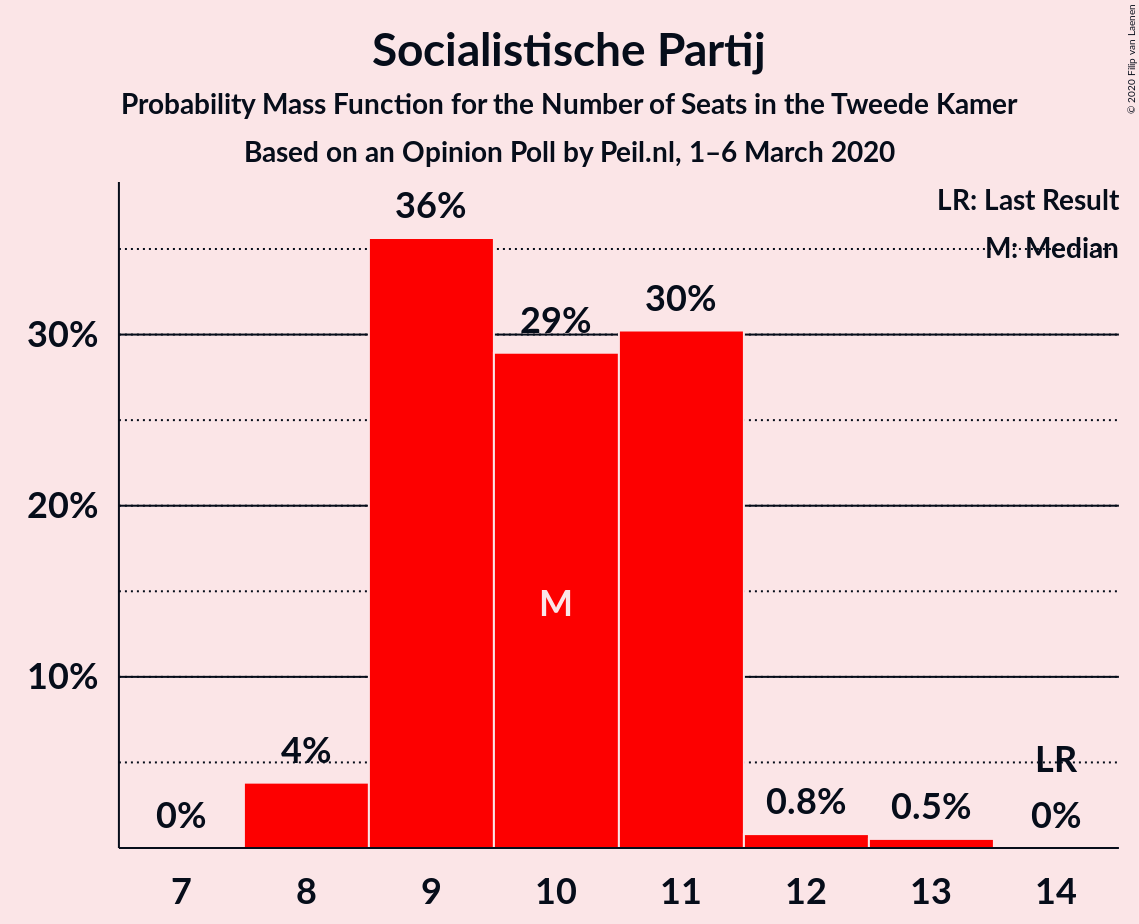 Socialistische Partij
Probability Mass Function for the Number of Seats in the Tweede Kamer
Based on an Opinion Poll by Peil.nl, 1–6 March 2020
© 2020 Filip van Laenen
LR: Last Result
M: Median
36%
29%
30%
30%
20%
10%
M
4%
0%
0.8%
0.5%
LR
0%
7 8 9 10 11 12 13 14